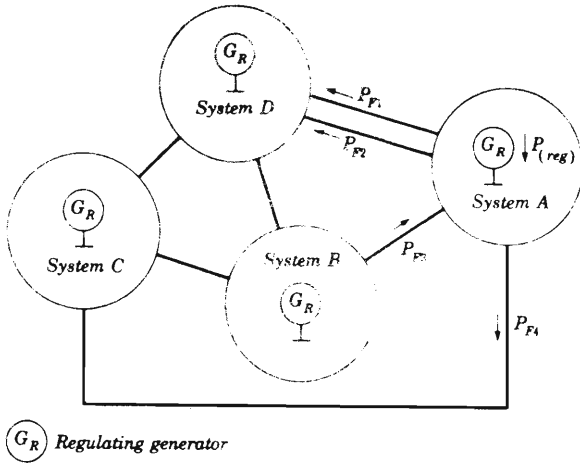 G_R
System D
P_F1
P_F2
G_R
P_(reg)
System A
G_R
System C
System B
G_R
P_F3
P_F4
G_R Regulating generator